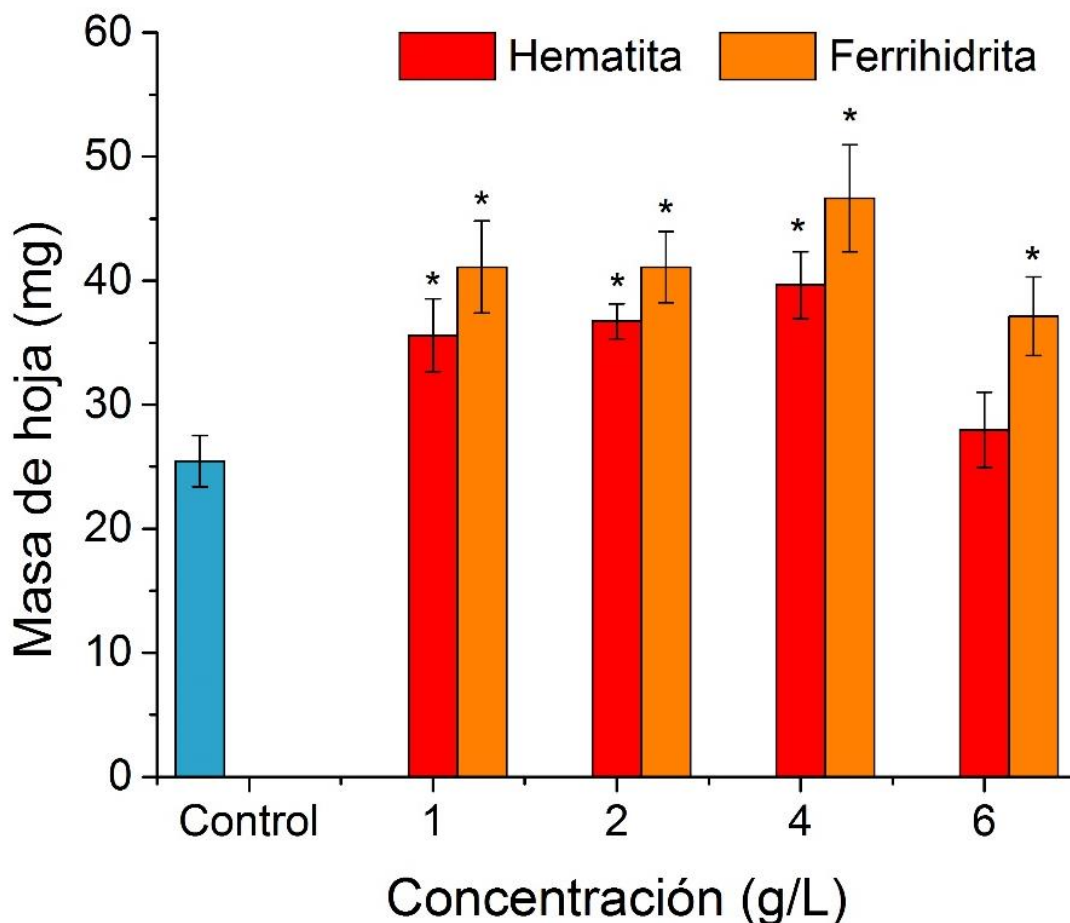 Hematita Ferrihidrita
60
50
40
30
20
10
0
Masa de hoja (mg)
* * * * * * *
Control 1 2 4 6
Concentración (g/L)